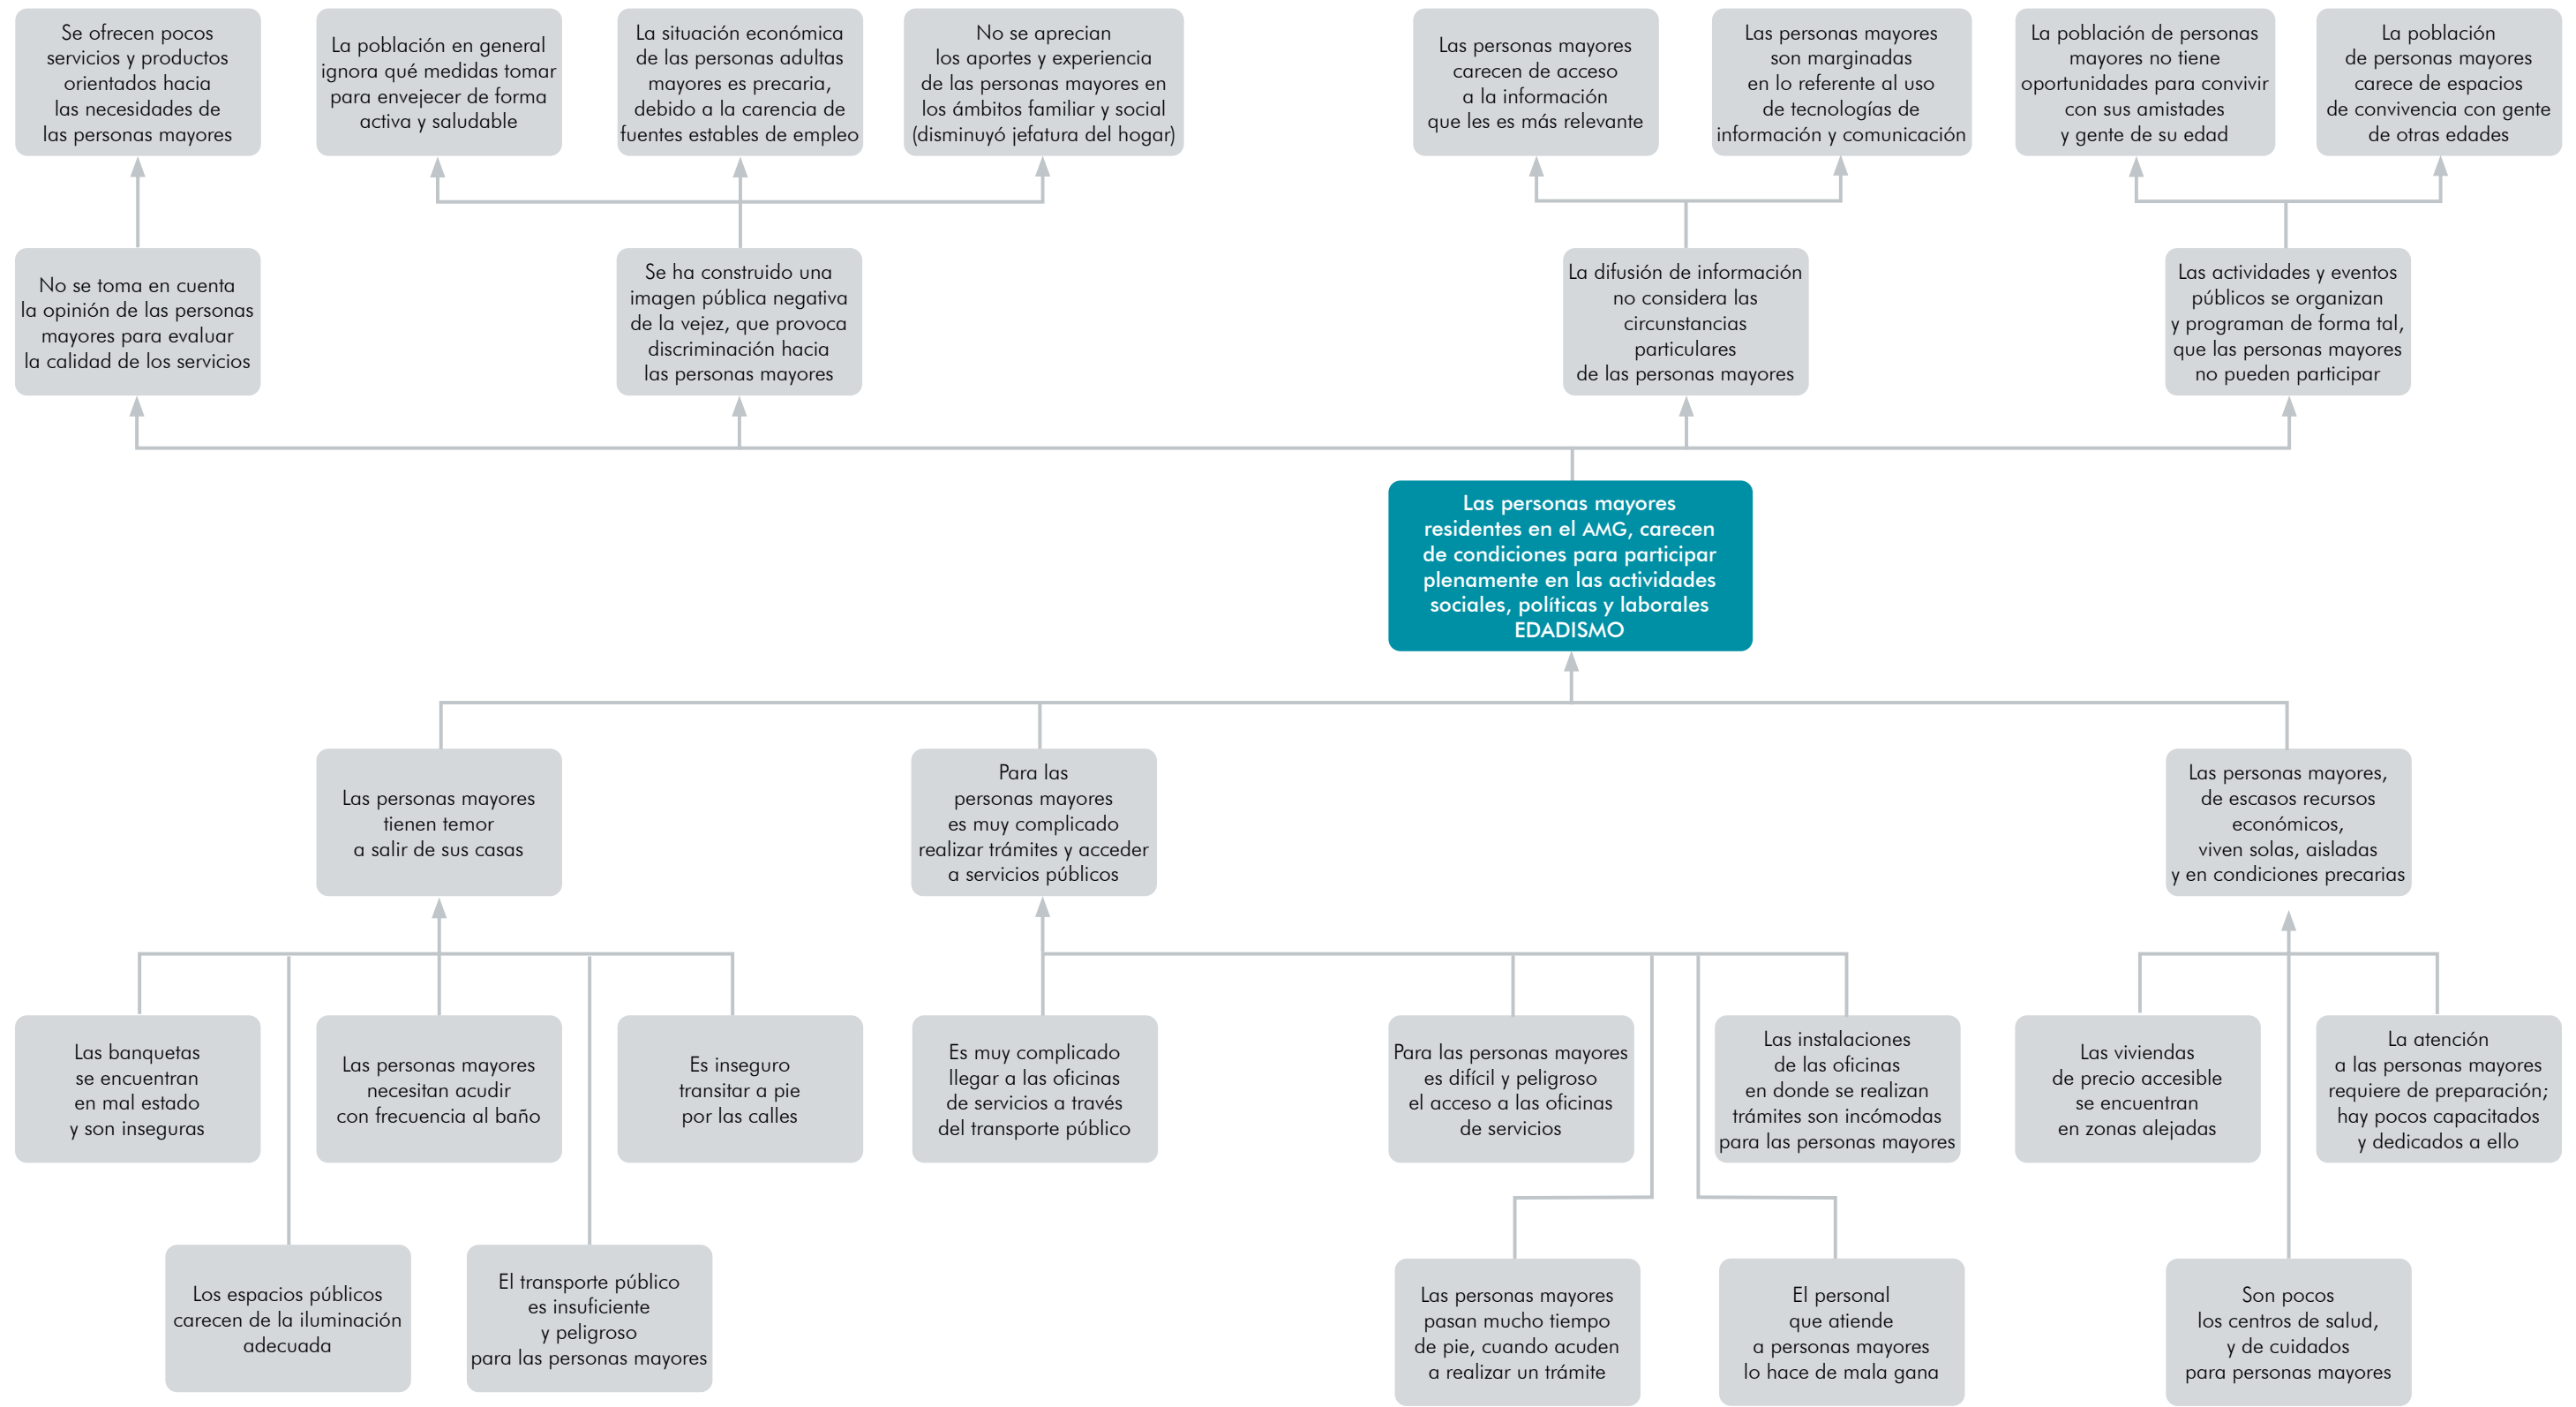 Se ofrecen pocos
servicios y productos
orientados hacia
las necesidades de
las personas mayores
La población en general
ignora qué medidas tomar
para envejecer de forma
activa y saludable
La situación económica
de las personas adultas
mayores es precaria,
debido a la carencia de
fuentes estables de empleo
No se aprecian
los aportes y experiencia
de las personas mayores en
los ámbitos familiar y social
(disminuyó jefatura del hogar)
Las personas mayores
carecen de acceso
a la información
que les es más relevante
Las personas mayores
son marginadas
en lo referente al uso
de tecnologías de
información y comunicación
La población de personas
mayores no tiene
oportunidades para convivir
con sus amistades
y gente de su edad
La población
de personas mayores
carece de espacios
de convivencia con gente
de otras edades
No se toma en cuenta
la opinión de las personas
mayores para evaluar
la calidad de los servicios
Se ha construido una
imagen pública negativa
de la vejez, que provoca
discriminación hacia
las personas mayores
La difusión de información
no considera las
circunstancias
particulares
de las personas mayores
Las actividades y eventos
públicos se organizan
y programan de forma tal,
que las personas mayores
no pueden participar
Las personas mayores
residentes en el AMG, carecen
de condiciones para participar
plenamente en las actividades
sociales, políticas y laborales
EDADISMO
Las personas mayores
tienen temor
a salir de sus casas
Para las
personas mayores
es muy complicado
realizar trámites y acceder
a servicios públicos
Las personas mayores,
de escasos recursos
económicos,
viven solas, aisladas
y en condiciones precarias
Las banquetas
se encuentran
en mal estado
y son inseguras
Las personas mayores
necesitan acudir
con frecuencia al baño
Es inseguro
transitar a pie
por las calles
Es muy complicado
llegar a las oficinas
de servicios a través
del transporte público
Para las personas mayores
es difícil y peligroso
el acceso a las oficinas
de servicios
Las instalaciones
de las oficinas
en donde se realizan
trámites son incómodas
para las personas mayores
Las viviendas
de precio accesible
se encuentran
en zonas alejadas
La atención
a las personas mayores
requiere de preparación;
hay pocos capacitados
y dedicados a ello
Los espacios públicos
carecen de la iluminación
adecuada
El transporte público
es insuficiente
y peligroso
para las personas mayores
Las personas mayores
pasan mucho tiempo
de pie, cuando acuden
a realizar un trámite
El personal
que atiende
a personas mayores
lo hace de mala gana
Son pocos
los centros de salud,
y de cuidados
para personas mayores